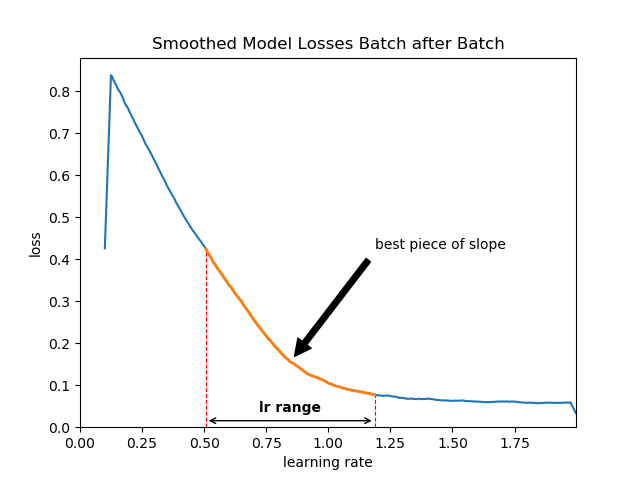 Smoothed Model Losses Batch after Batch
0.8
0.7
0.6
0.5
0.4
0.3
0.2
0.1
0.0
loss
best piece of slope
lr range
0.00 0.25 0.50 0.75 1.00 1.25 1.50 1.75
learning rate